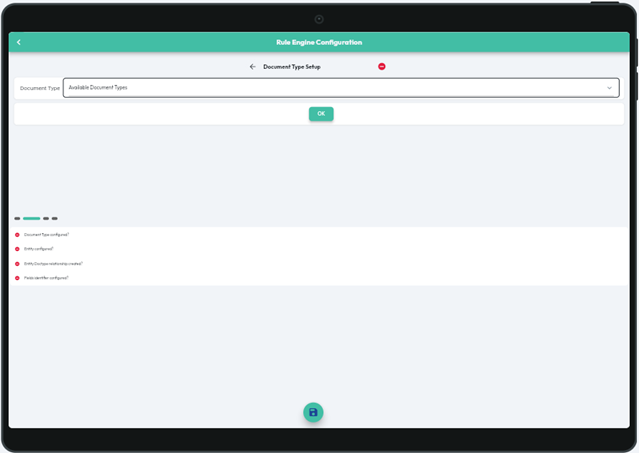 Rule Engine Configuration
Document Type Setup
Document Type
Available Document Types
OK
Document Type configured?
Entity configured?
Entity Doctype relationship created?
Fields Identifier configured?